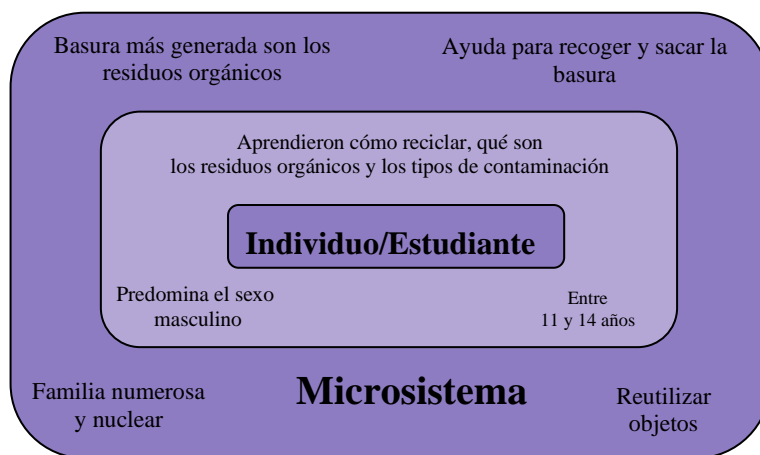 Basura más generada son los
residuos orgánicos
Ayuda para recoger y sacar la
basura
Aprendieron cómo reciclar, qué son
los residuos orgánicos y los tipos de contaminación
Individuo/Estudiante
Predomina el sexo
masculino
Entre
11 y 14 años
Familia numerosa
y nuclear
Microsistema
Reutilizar
objetos